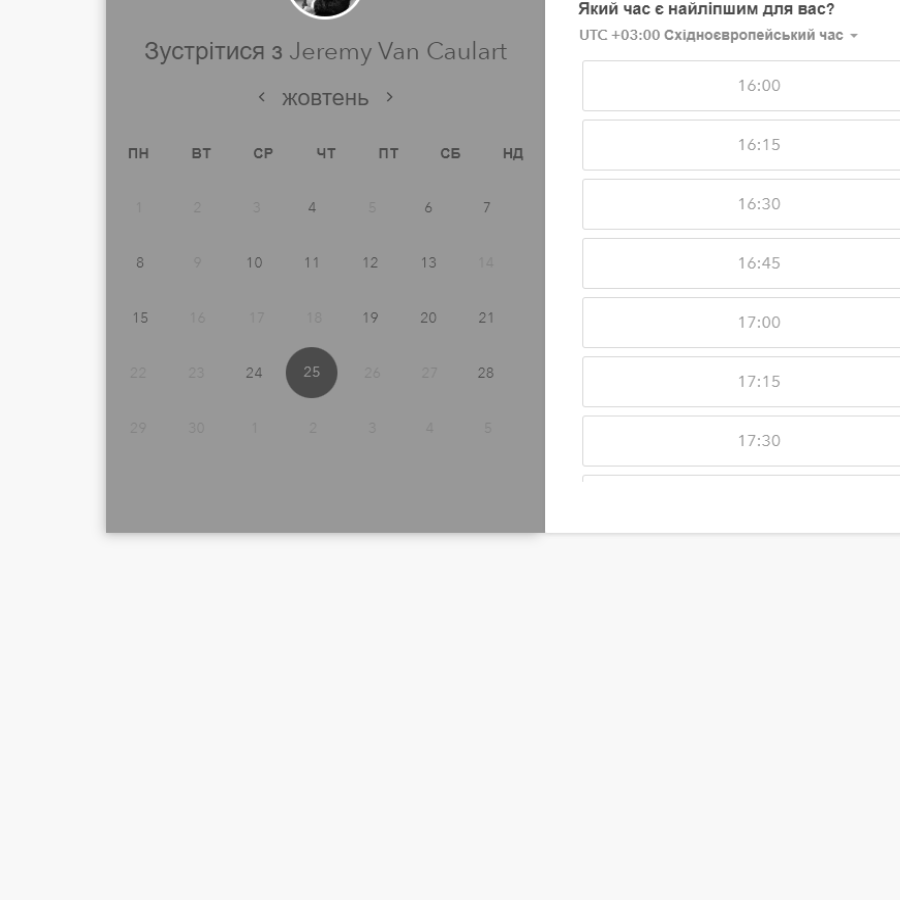 Зустрітися з Jeremy Van Caulart
жовтень
ПН ВТ СР ЧТ ПТ СБ НД
1 2 3 4 5 6 7
8 9 10 11 12 13 14
15 16 17 18 19 20 21
22 23 24 25 26 27 28
29 30 1 2 3 4 5
Який час є найліпшим для вас?
UTC +03:00 Східноєвропейський час
16:00
16:15
16:30
16:45
17:00
17:15
17:30